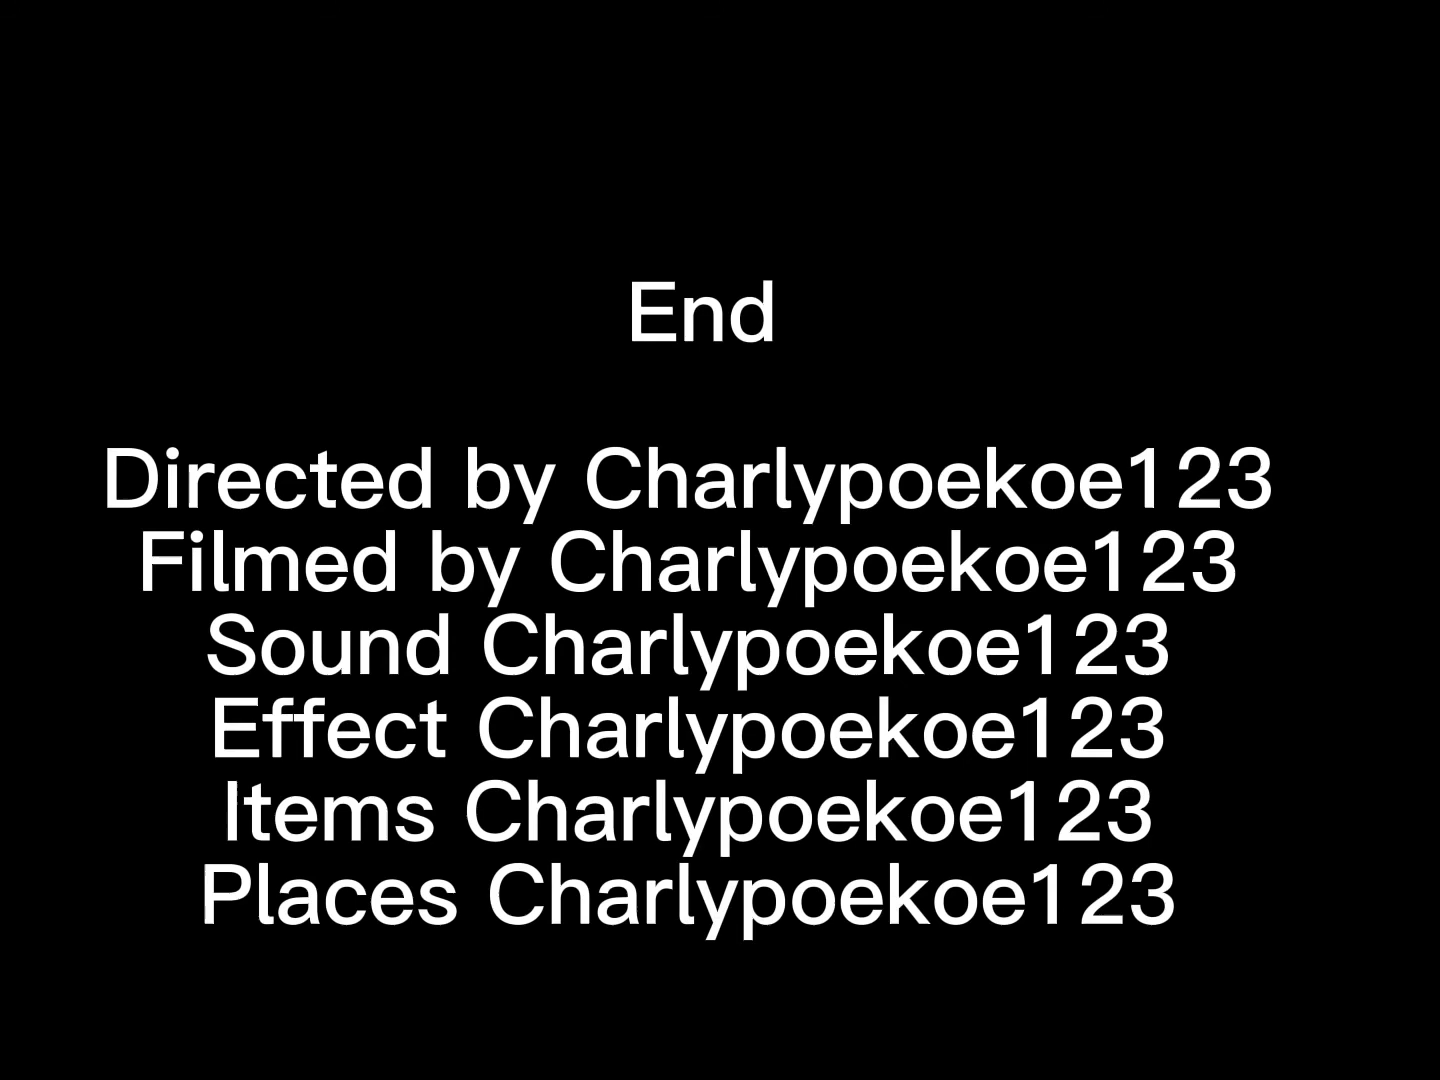 End
Directed by Charlypoekoe123
Filmed by Charlypoekoe123
Sound Charlypoekoe123
Effect Charlypoekoe123
Items Charlypoekoe123
Places Charlypoekoe123